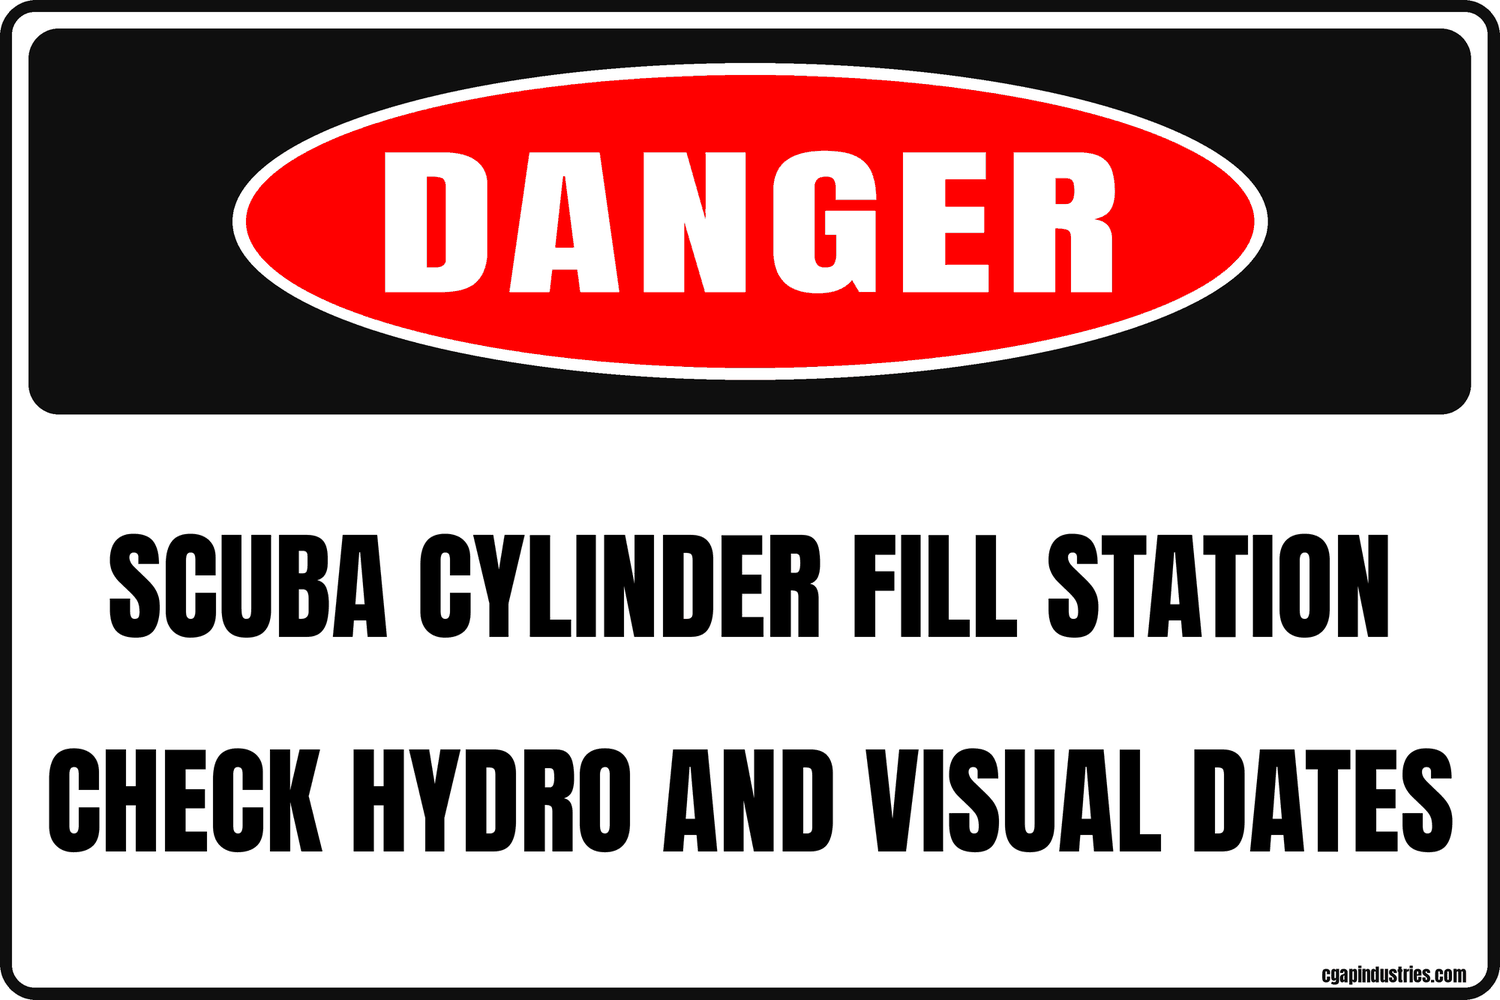 DANGER
SCUBA CYLINDER FILL STATION
CHECK HYDRO AND VISUAL DATES
cgapindustries.com